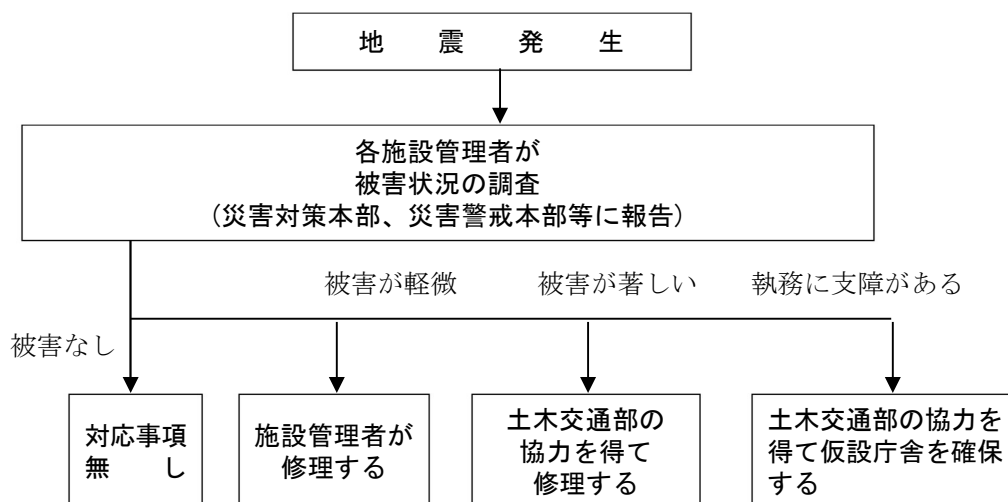 地　震　発　生
各施設管理者が
被害状況の調査
（災害対策本部、災害警戒本部等に報告）
被害が軽微
被害が著しい
執務に支障がある
被害なし
対応事項
無　し
施設管理者が
修理する
土木交通部の
協力を得て
修理する
土木交通部の協力を
得て仮設庁舎を確保
する